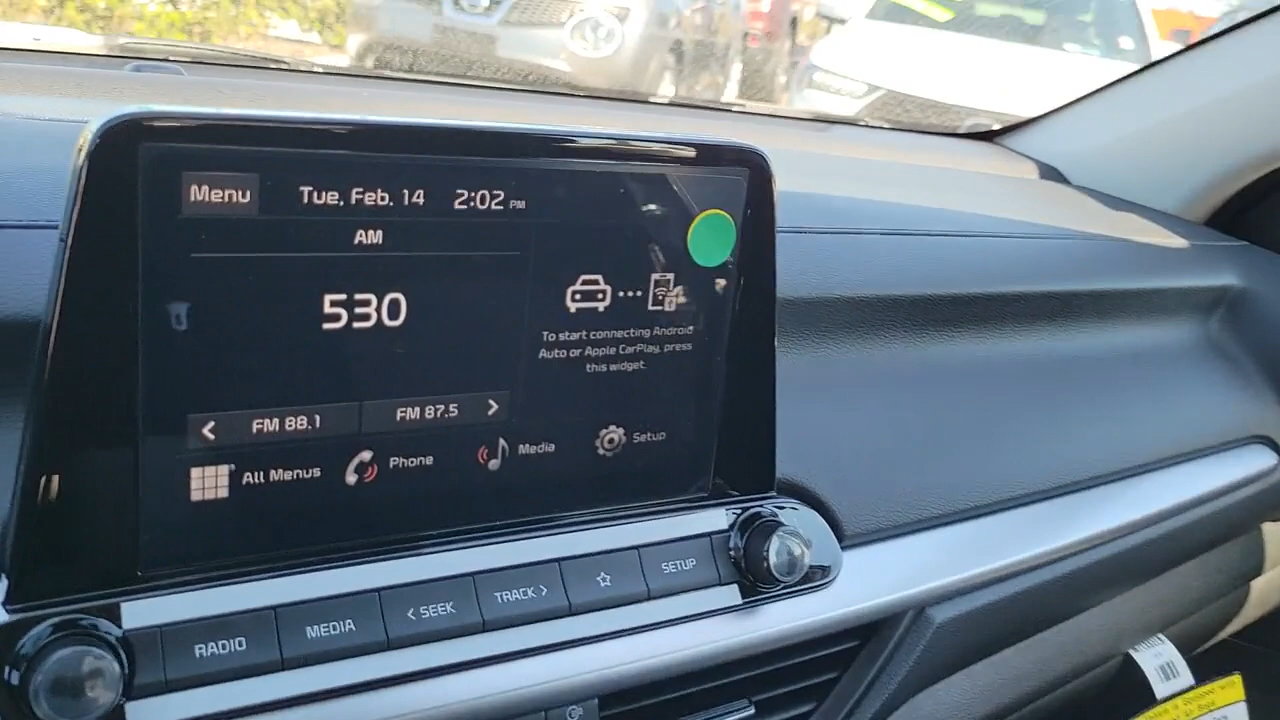 Menu
Tue, Feb. 14 2:02 PM
AM
530
To start connecting Android
Auto or Apple CarPlay, press
this widget.
< FM 88.1
FM 87.5 >
All Menus
Phone
Media
Setup
RADIO
MEDIA
< SEEK
TRACK >
SETUP